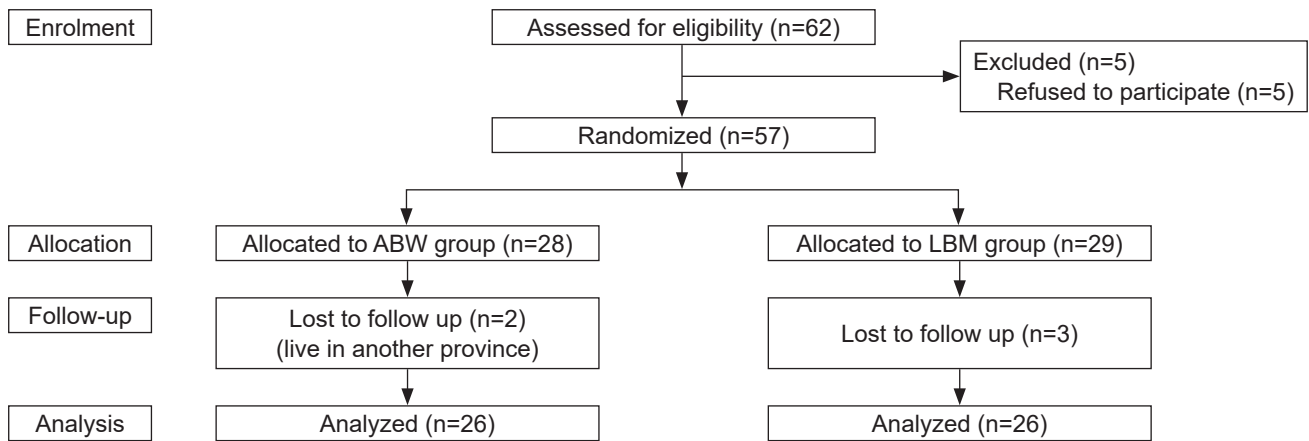 Enrolment
Assessed for eligibility (n=62)
Excluded (n=5)
Refused to participate (n=5)
Randomized (n=57)
Allocation
Allocated to ABW group (n=28)
Allocated to LBM group (n=29)
Follow-up
Lost to follow up (n=2)
(live in another province)
Lost to follow up (n=3)
Analysis
Analyzed (n=26)
Analyzed (n=26)